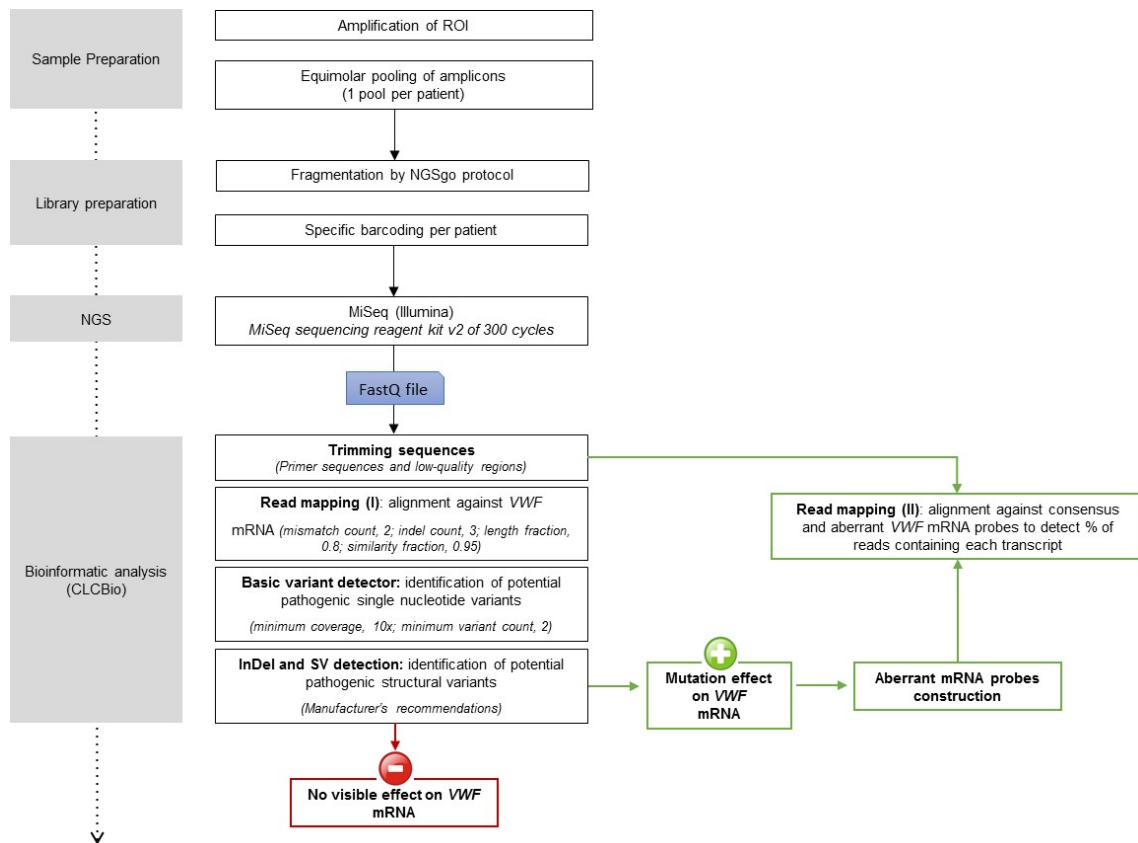 Sample Preparation
Amplification of ROI
Equimolar pooling of amplicons
(1 pool per patient)
Library preparation
Fragmentation by NGSgo protocol
Specific barcoding per patient
NGS
MiSeq (Illumina)
MiSeq sequencing reagent kit v2 of 300 cycles
FastQ file
Bioinformatic analysis
(CLCBio)
Trimming sequences
(Primer sequences and low-quality regions)
Read mapping (I): alignment against VWF
mRNA (mismatch count, 2; indel count, 3; length fraction,
0.8; similarity fraction, 0.95)
Basic variant detector: identification of potential
pathogenic single nucleotide variants
(minimum coverage, 10x; minimum variant count, 2)
InDel and SV detection: identification of potential
pathogenic structural variants
(Manufacturer's recommendations)
No visible effect on VWF
mRNA
Mutation effect
on VWF
mRNA
Aberrant mRNA probes
construction
Read mapping (II): alignment against consensus
and aberrant VWF mRNA probes to detect % of
reads containing each transcript